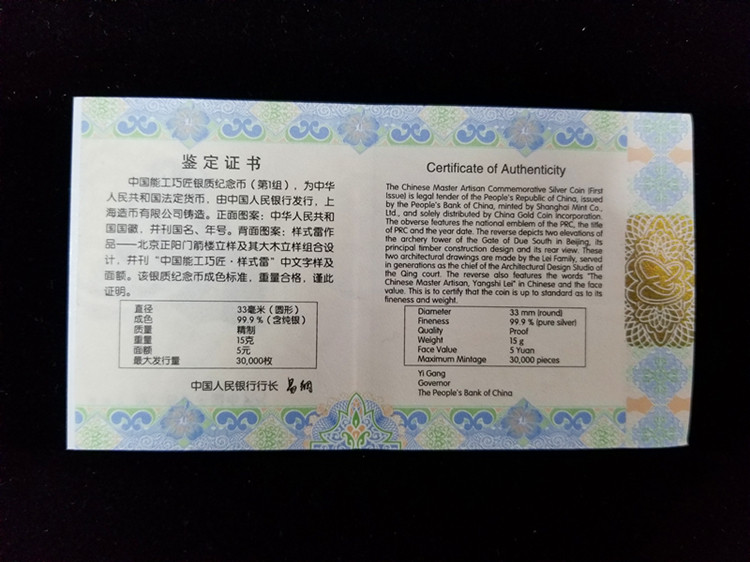 鉴定证书
中国能工巧匠银质纪念币（第1组），为中华
人民共和国法定货币，由中国人民银行发行，上
海造币有限公司铸造。正面图案：中华人民共和
国国徽，并刊国名、年号。背面图案：样式雷作
品——北京正阳门箭楼立样及其大木立样组合设
计，并刊“中国能工巧匠·样式雷”中文字样及
面额。该银质纪念币成色标准，重量合格，谨此
证明。
直径 33毫米（圆形）
成色 99.9％（含纯银）
质量 精制
重量 15克
面额 5元
最大发行量 30,000枚
中国人民银行行长 易纲
Certificate of Authenticity
The Chinese Master Artisan Commemorative Silver Coin (First
Issue) is legal tender of the People's Republic of China, issued
by the People's Bank of China, minted by Shanghai Mint Co.,
Ltd., and solely distributed by China Gold Coin Incorporation.
The obverse features the national emblem of the PRC, the title
of PRC and the year date. The reverse depicts two elevations of
the archery tower of the Gate of Due South in Beijing, its
principal timber construction design and its rear view. These
two architectural drawings are made by the Lei Family, served
in generations as the chief of the Architectural Design Studio of
the Qing court. The reverse also features the words "The
Chinese Master Artisan, Yangshi Lei" in Chinese and the face
value. This is to certify that the coin is up to standard as to its
fineness and weight.
Diameter 33 mm (round)
Fineness 99.9 % (pure silver)
Quality Proof
Weight 15 g
Face Value 5 Yuan
Maximum Mintage 30,000 pieces
Yi Gang
Governor
The People's Bank of China